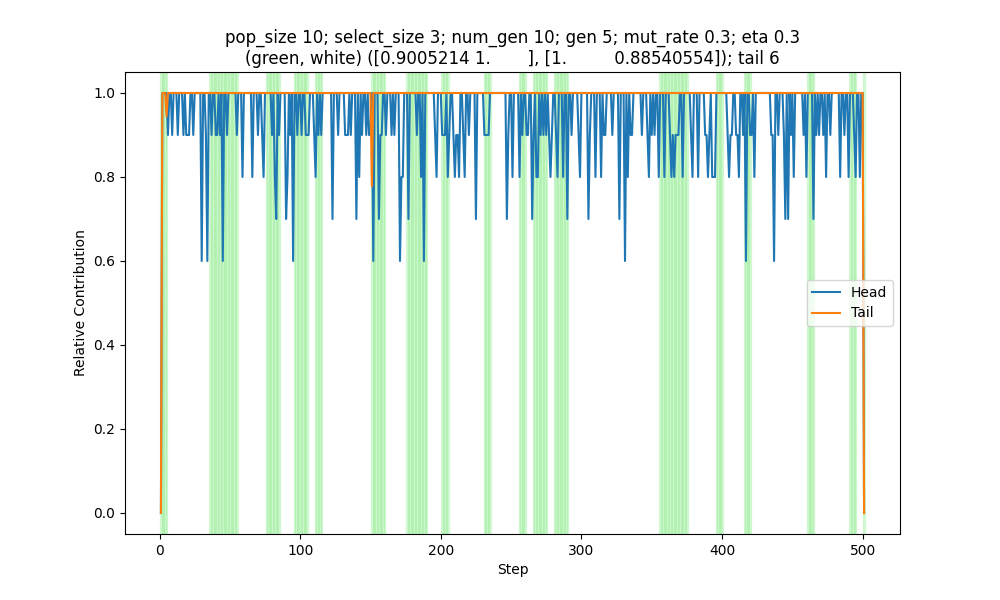 pop_size 10; select_size 3; num_gen 10; gen 5; mut_rate 0.3; eta 0.3
(green, white) ([0.9005214 1.        ], [1.         0.88540554]); tail 6
1.0
0.8
0.6
0.4
0.2
0.0
Relative Contribution
Head
Tail
0
100
200
300
400
500
Step